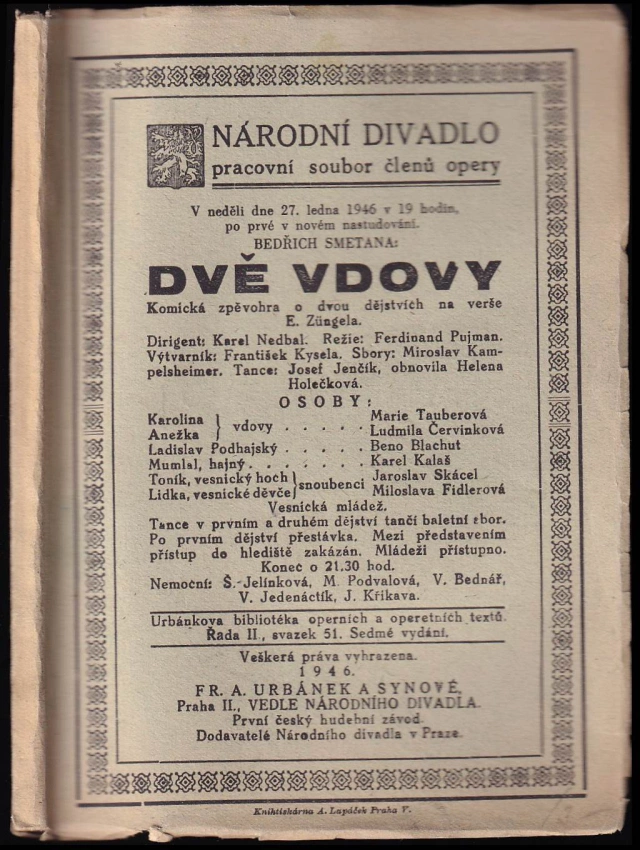 NÁRODNÍ DIVADLO
pracovní soubor členů opery
V neděli dne 27. ledna 1946 v 19 hodin,
po prvé v novém nastudování.
BEDŘICH SMETANA:
DVĚ VDOVY
Komická zpěvohra o dvou dějstvích na verše
E. Züngela.
Dirigent: Karel Nedbal. Režie: Ferdinand Pujman.
Výtvarník: František Kysela. Sbory: Miroslav Kam-
pelsheimer. Tance: Josef Jenčík, obnovila Helena
Holečková.
OSOBY:
Karolina } vdovy . . . . . Marie Tauberová
Anežka } Ludmila Červinková
Ladislav Podhajský . . . . . Beno Blachut
Mumlal, hajný . . . . . . . Karel Kalaš
Toník, vesnický hoch } snoubenci Jaroslav Skácel
Lidka, vesnické děvče } Miloslava Fidlerová
Vesnická mládež.
Tance v prvním a druhém dějství tančí baletní sbor.
Po prvním dějství přestávka. Mezi představením
přístup do hlediště zakázán. Mládeži přístupno.
Konec o 21.30 hod.
Nemocni: Š.-Jelínková, M. Podvalová, V. Bednář,
V. Jedenáctík, J. Křikava.
Urbánkova bibliotéka operních a operetních textů.
Řada II., svazek 51. Sedmé vydání.
Veškerá práva vyhrazena.
1946.
FR. A. URBÁNEK A SYNOVÉ,
Praha II., VEDLE NÁRODNÍHO DIVADLA.
První český hudební závod.
Dodavatelé Národního divadla v Praze.
Knihtiskárna A. Lapáček Praha V.